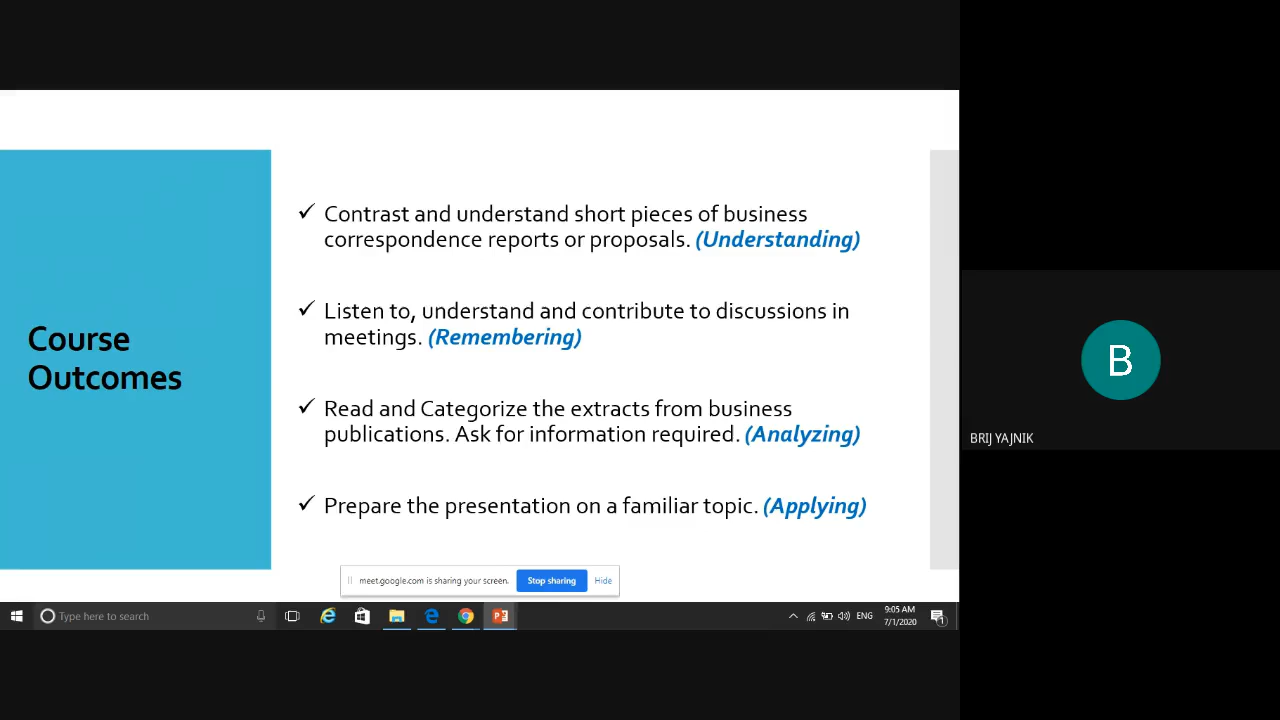 Course
Outcomes
✓ Contrast and understand short pieces of business
correspondence reports or proposals. (Understanding)
✓ Listen to, understand and contribute to discussions in
meetings. (Remembering)
✓ Read and Categorize the extracts from business
publications. Ask for information required. (Analyzing)
✓ Prepare the presentation on a familiar topic. (Applying)
meet.google.com is sharing your screen. Stop sharing Hide
Type here to search
ENG
9:05 AM
7/1/2020
1
B
BRIJ YAJNIK